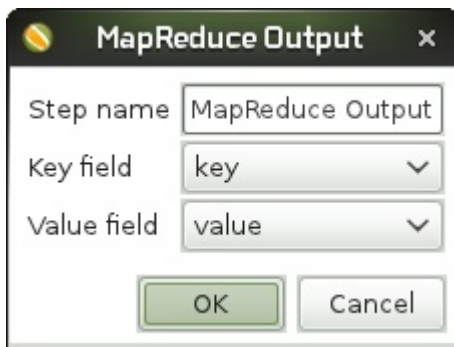 MapReduce Output ×
Step name MapReduce Output
Key field key
Value field value
OK Cancel